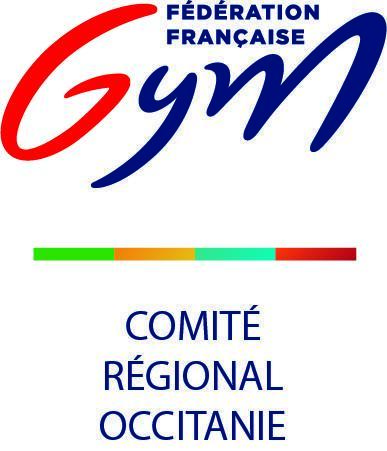 FÉDÉRATION
FRANÇAISE
Gym
COMITÉ
RÉGIONAL
OCCITANIE